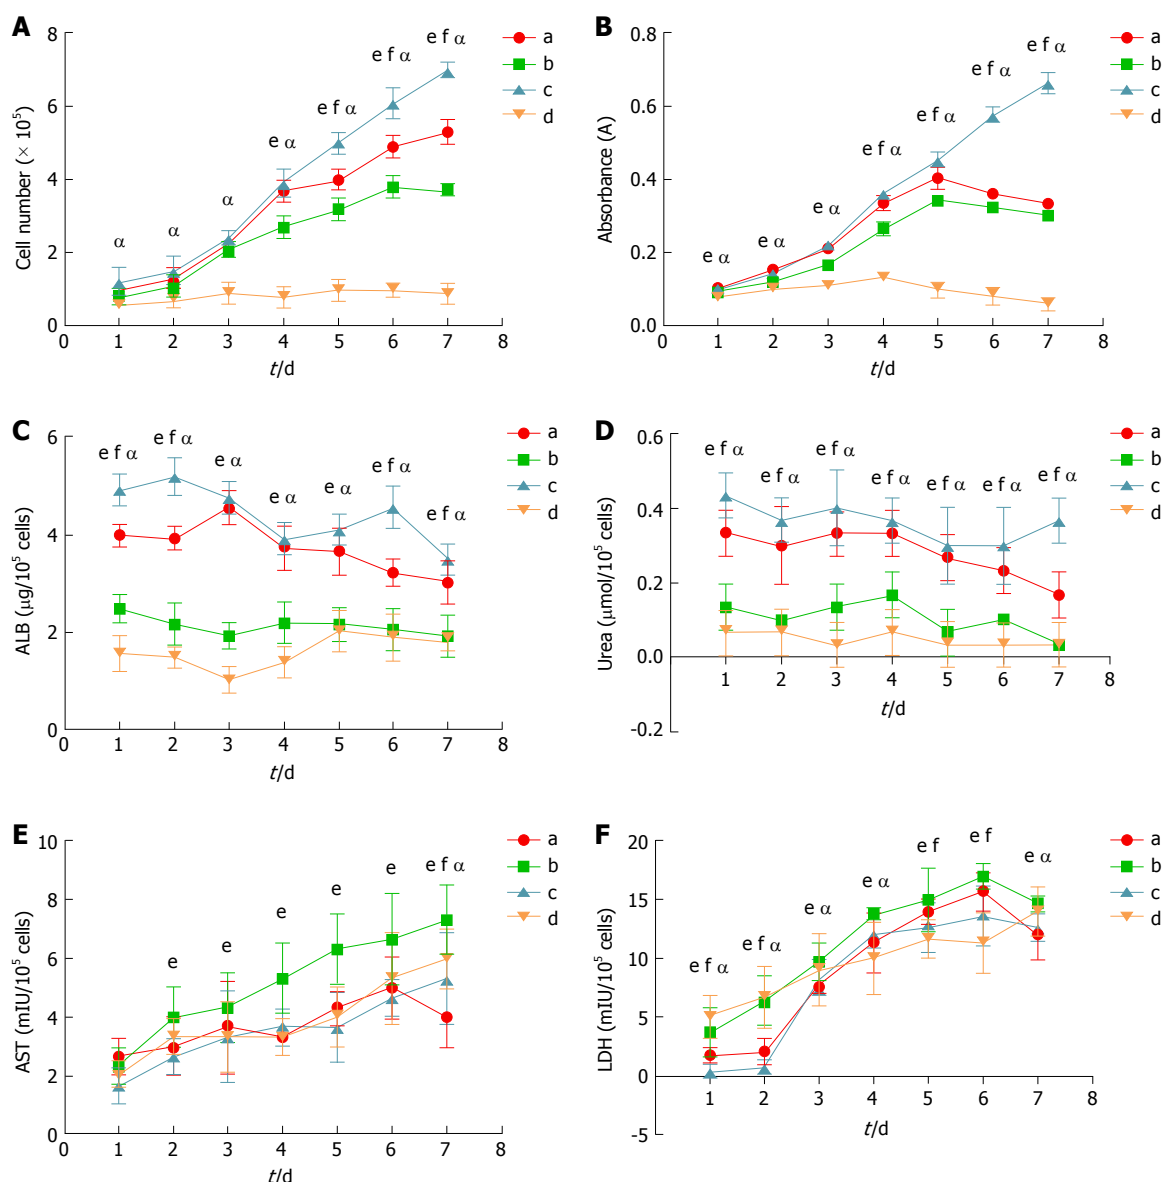 A
8
6
4
2
0
Cell number (× 10⁵)
0 1 2 3 4 5 6 7 8
t/d
α
α
α
e α
e f α
e f α
e f α
a
b
c
d
B
0.8
0.6
0.4
0.2
0.0
Absorbance (A)
0 1 2 3 4 5 6 7 8
t/d
e α
e α
e α
e f α
e f α
e f α
e f α
a
b
c
d
C
6
4
2
0
ALB (μg/10⁵ cells)
0 1 2 3 4 5 6 7 8
t/d
e f α
e f α
e α
e α
e α
e f α
e f α
a
b
c
d
D
0.6
0.4
0.2
0.0
-0.2
Urea (μmol/10⁵ cells)
1 2 3 4 5 6 7 8
t/d
e f α
e f α
e f α
e f α
e f α
e f α
e f α
a
b
c
d
E
10
8
6
4
2
0
AST (mIU/10⁵ cells)
0 1 2 3 4 5 6 7 8
t/d
e
e
e
e
e
e f α
a
b
c
d
F
20
15
10
5
0
-5
LDH (mIU/10⁵ cells)
1 2 3 4 5 6 7 8
t/d
e f α
e f α
e α
e α
e f
e f
e α
a
b
c
d